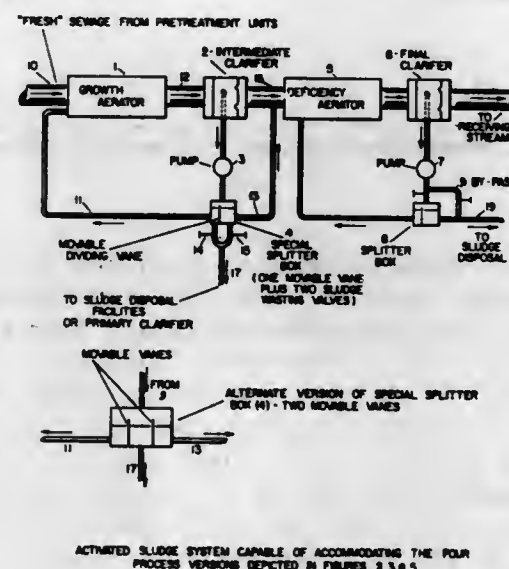 "FRESH" SEWAGE FROM PRETREATMENT UNITS
1
2-INTERMEDIATE
CLARIFIER
5
6-FINAL
CLARIFIER
10
GROWTH
AERATOR
12
DEFICIENCY
AERATOR
TO
RECEIVING
STREAM
PUMP
3
PUMP
7
9 BY-PASS
11
13
19
MOVABLE
DIVIDING VANE
14
15
4
SPECIAL
SPLITTER
BOX
(ONE MOVABLE VANE
PLUS TWO SLUDGE
WASTING VALVES)
8
SPLITTER
BOX
TO
SLUDGE
DISPOSAL
17
TO SLUDGE DISPOSAL
FACILITIES
OR PRIMARY CLARIFIER
MOVABLE VANES
FROM
ALTERNATE VERSION OF SPECIAL SPLITTER
BOX (4) - TWO MOVABLE VANES
11
13
17
ACTIVATED SLUDGE SYSTEM CAPABLE OF ACCOMMODATING THE FOUR
PROCESS VERSIONS DEPICTED IN FIGURES